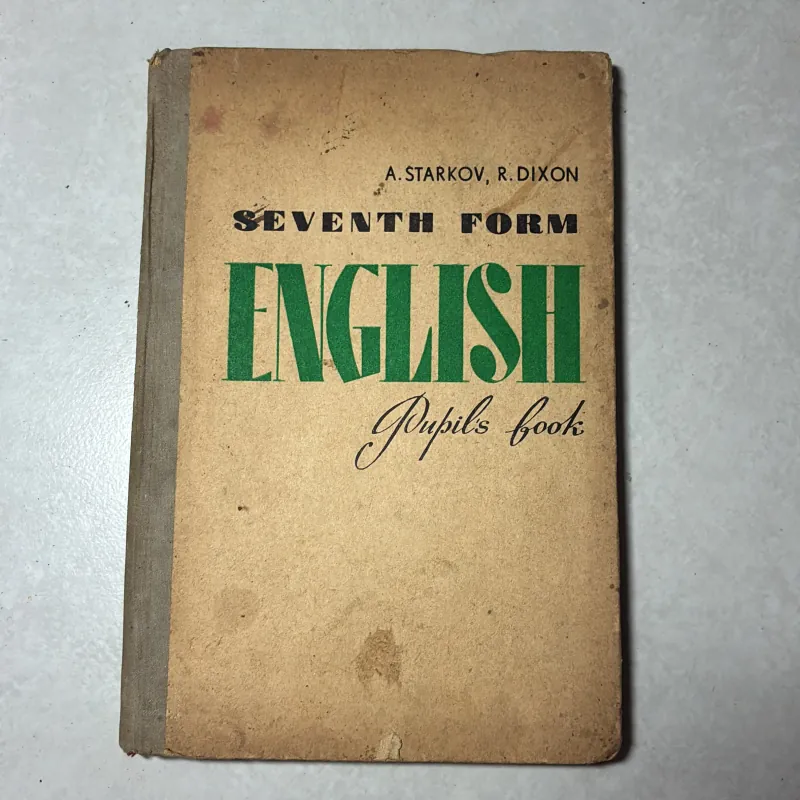 A. STARKOV, R. DIXON
SEVENTH FORM
ENGLISH
Pupil's book